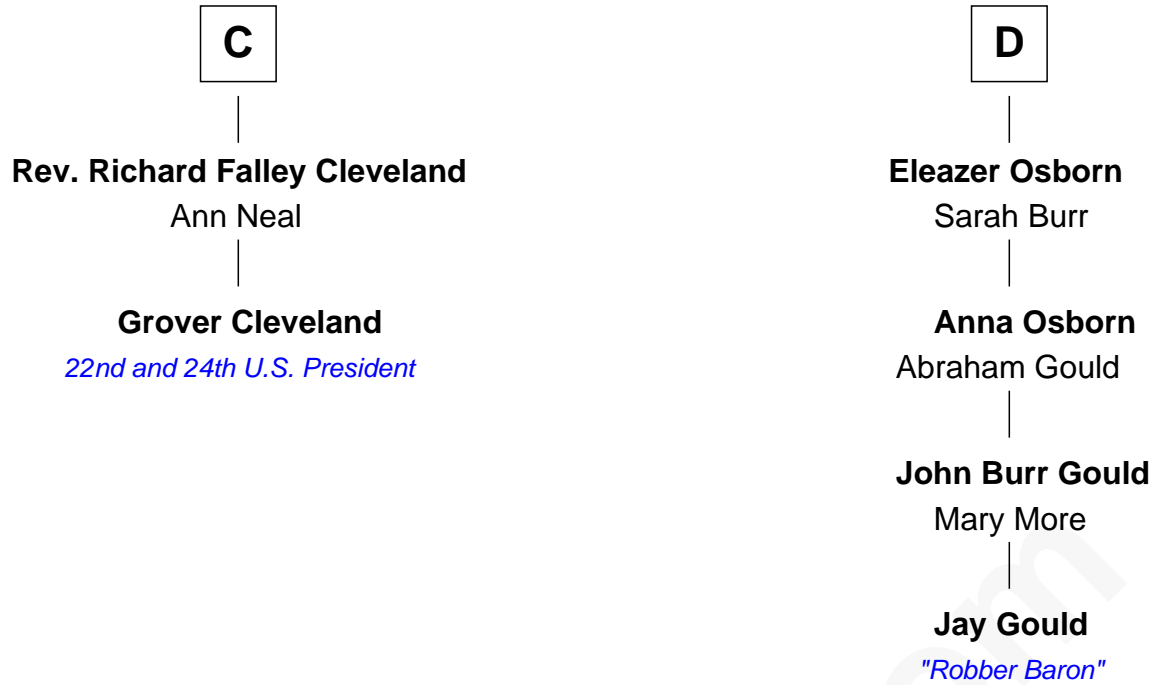 C
Rev. Richard Falley Cleveland
Ann Neal
Grover Cleveland
22nd and 24th U.S. President
D
Eleazer Osborn
Sarah Burr
Anna Osborn
Abraham Gould
John Burr Gould
Mary More
Jay Gould
"Robber Baron"